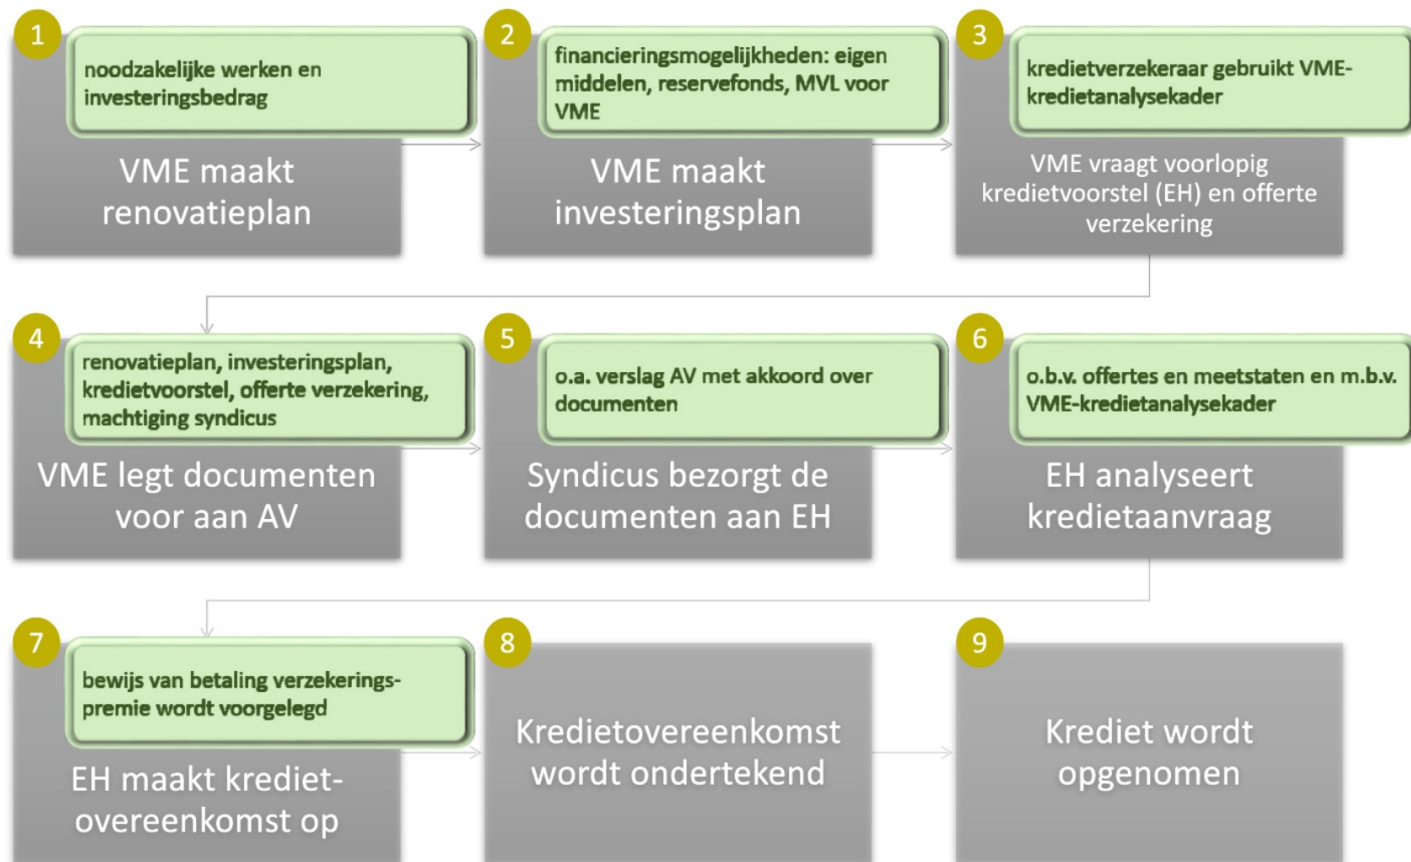 1
noodzakelijke werken en
investeringsbedrag
VME maakt
renovatieplan
2
financieringsmogelijkheden: eigen
middelen, reservefonds, MVL voor
VME
VME maakt
investeringsplan
3
kredietverzekeraar gebruikt VME-
kredietanalysekader
VME vraagt voorlopig
kredietvoorstel (EH) en offerte
verzekering
4
renovatieplan, investeringsplan,
kredietvoorstel, offerte verzekering,
machtiging syndicus
VME legt documenten
voor aan AV
5
o.a. verslag AV met akkoord over
documenten
Syndicus bezorgt de
documenten aan EH
6
o.b.v. offertes en meetstaten en m.b.v.
VME-kredietanalysekader
EH analyseert
kredietaanvraag
7
bewijs van betaling verzekerings-
premie wordt voorgelegd
EH maakt krediet-
overeenkomst op
8
Kredietovereenkomst
wordt ondertekend
9
Krediet wordt
opgenomen